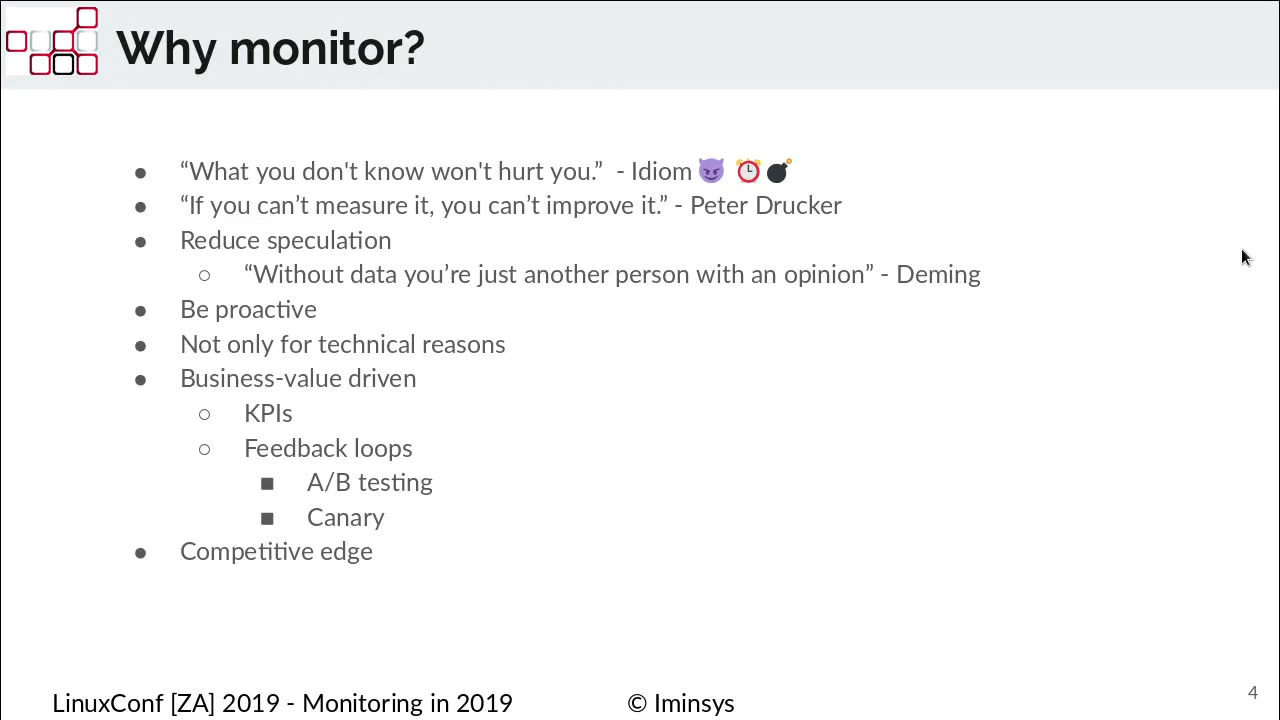 Why monitor?
● “What you don't know won't hurt you.”  - Idiom 😈 ⏰💣
● “If you can’t measure it, you can’t improve it.” - Peter Drucker
● Reduce speculation
○ “Without data you’re just another person with an opinion” - Deming
● Be proactive
● Not only for technical reasons
● Business-value driven
○ KPIs
○ Feedback loops
■ A/B testing
■ Canary
● Competitive edge
LinuxConf [ZA] 2019 - Monitoring in 2019 © Iminsys 4